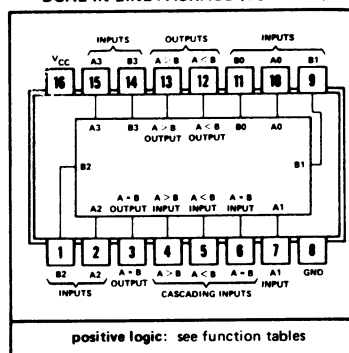 DUAL-IN-LINE PACKAGE
INPUTS OUTPUTS INPUTS
VCC A3 B3 A > B A < B B0 A0 B1
16 15 14 13 12 11 10 9
A3 B3 A > B A < B B0 A0
OUTPUT OUTPUT
B2 B1
A = B A > B A < B A = B
A2 OUTPUT INPUT INPUT INPUT A1
1 2 3 4 5 6 7 8
B2 A2 A = B A > B A < B A = B A1 GND
INPUTS OUTPUT CASCADING INPUTS INPUT
positive logic: see function tables